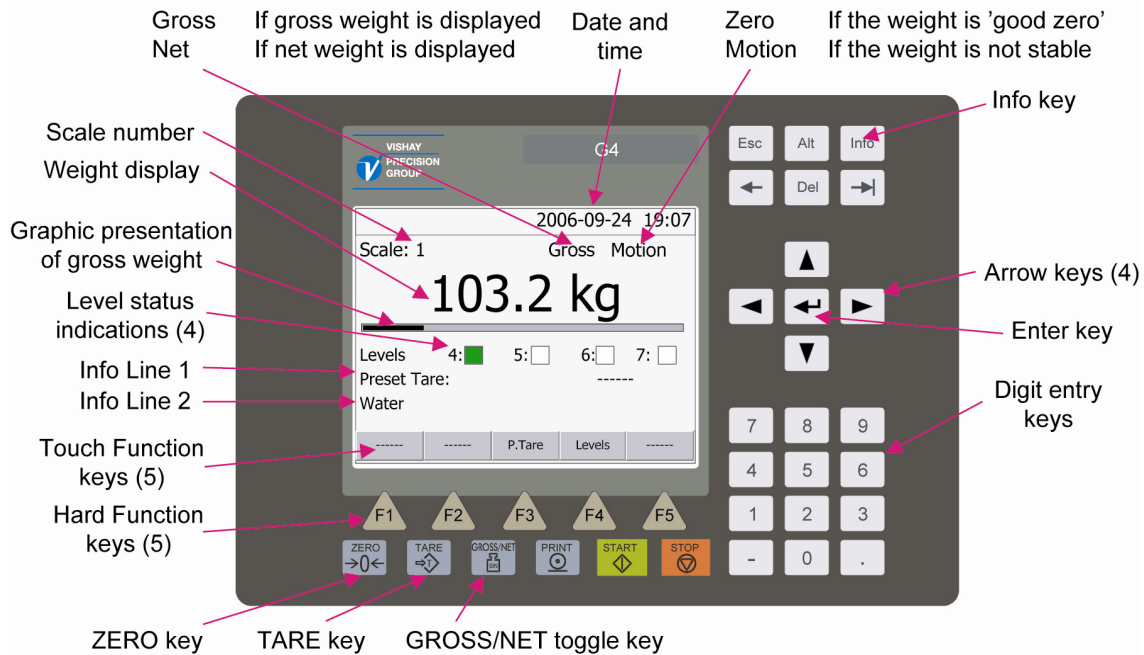 Gross If gross weight is displayed
Net If net weight is displayed
Date and
time
Zero If the weight is 'good zero'
Motion If the weight is not stable
Info key
Scale number
Weight display
Graphic presentation
of gross weight
Level status
indications (4)
Info Line 1
Info Line 2
Touch Function
keys (5)
Hard Function
keys (5)
VISHAY
PRECISION
GROUP
G4
2006-09-24 19:07
Scale: 1 Gross Motion
103.2 kg
Levels 4: 5: 6: 7:
Preset Tare: ------
Water
------ ------ P.Tare Levels ------
F1 F2 F3 F4 F5
ZERO TARE GROSS/NET PRINT START STOP
→0← T
Esc Alt Info
Del
Arrow keys (4)
Enter key
Digit entry
keys
7 8 9
4 5 6
1 2 3
- 0 .
ZERO key TARE key GROSS/NET toggle key